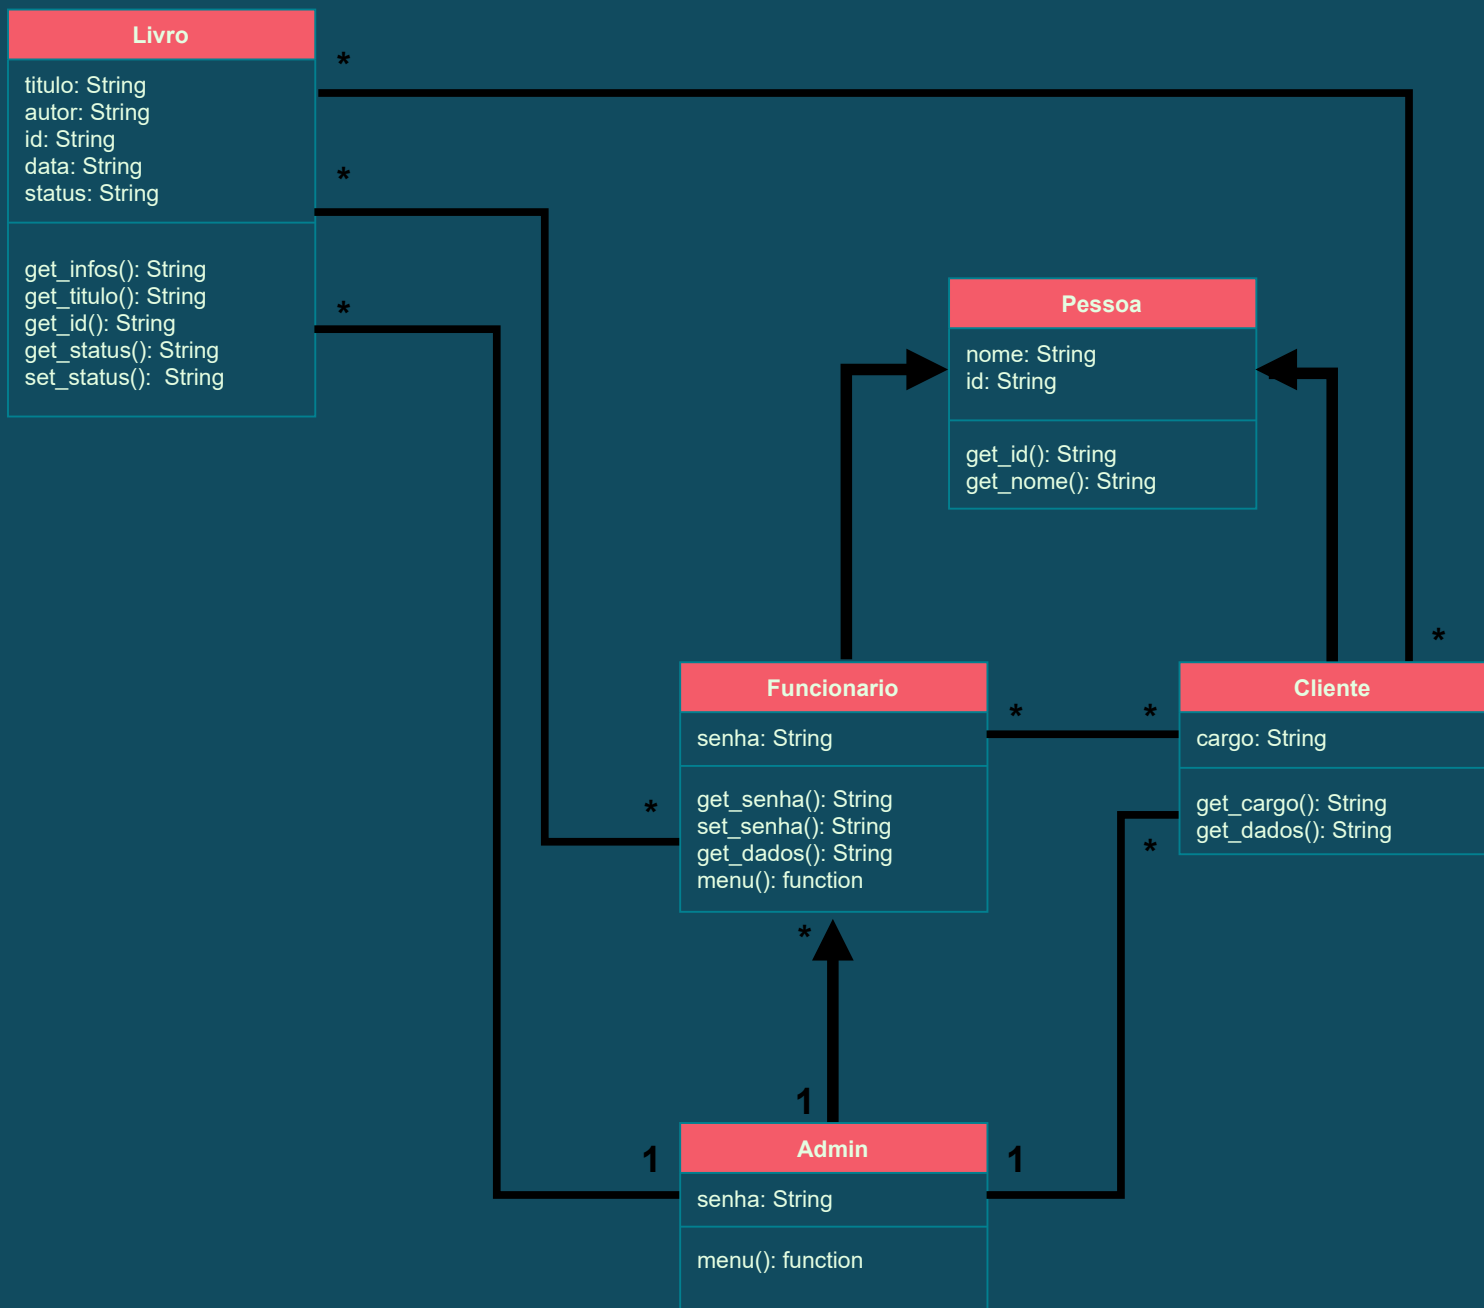 Livro
titulo: String
autor: String
id: String
data: String
status: String
get_infos(): String
get_titulo(): String
get_id(): String
get_status(): String
set_status():  String
*
*
*
Pessoa
nome: String
id: String
get_id(): String
get_nome(): String
*
Funcionario
senha: String
get_senha(): String
set_senha(): String
get_dados(): String
menu(): function
*
*
*
*
Cliente
cargo: String
get_cargo(): String
get_dados(): String
*
*
1
1
1
Admin
senha: String
menu(): function